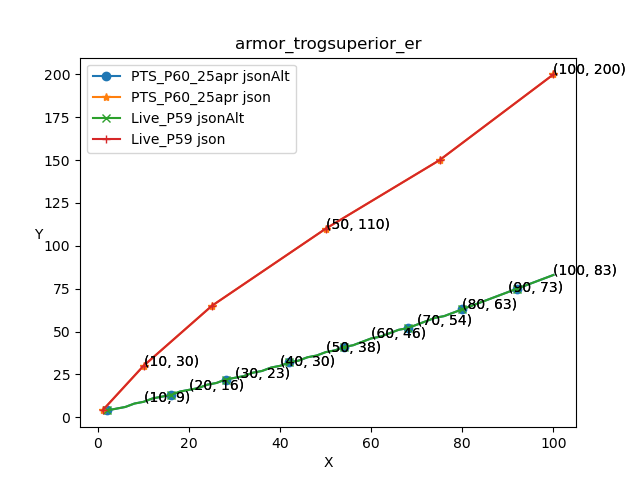 armor_trogsuperior_er
PTS_P60_25apr jsonAlt
PTS_P60_25apr json
Live_P59 jsonAlt
Live_P59 json
200
175
150
125
100
75
50
25
0
Y
(100, 200)
(50, 110)
(10, 30)
(100, 83)
(90, 73)
(80, 63)
(70, 54)
(60, 46)
(50, 38)
(40, 30)
(30, 23)
(20, 16)
(10, 9)
0 20 40 60 80 100
X